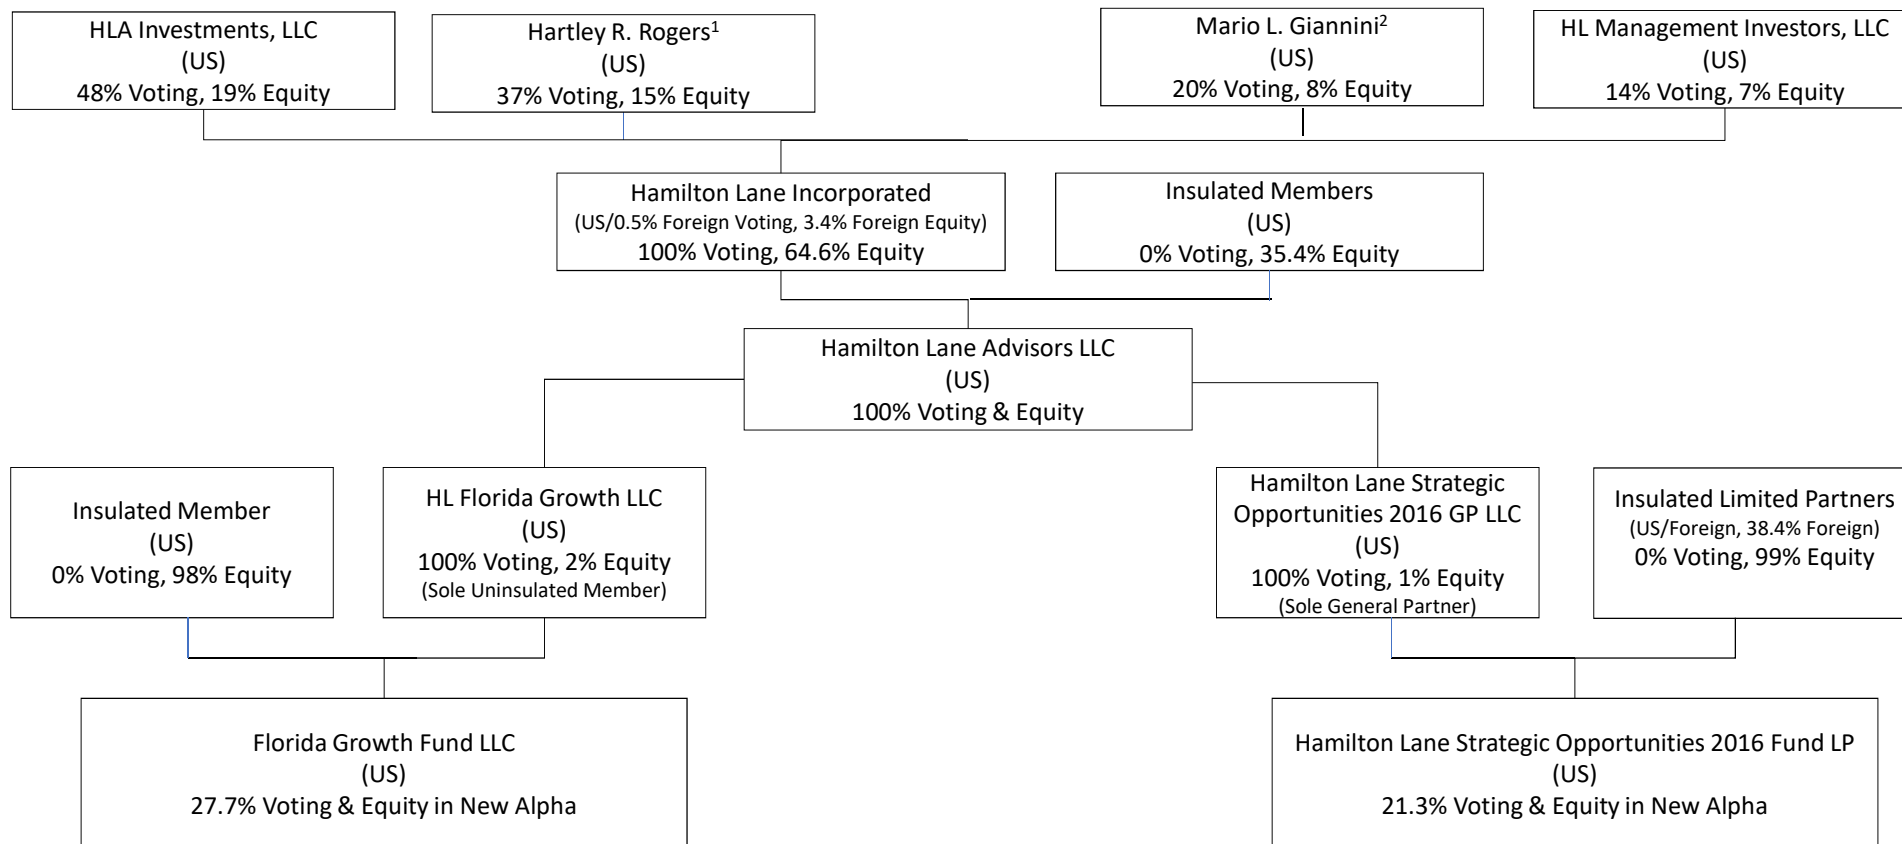 HLA Investments, LLC
(US)
48% Voting, 19% Equity
Hartley R. Rogers1
(US)
37% Voting, 15% Equity
Mario L. Giannini2
(US)
20% Voting, 8% Equity
HL Management Investors, LLC
(US)
14% Voting, 7% Equity
Hamilton Lane Incorporated
(US/0.5% Foreign Voting, 3.4% Foreign Equity)
100% Voting, 64.6% Equity
Insulated Members
(US)
0% Voting, 35.4% Equity
Hamilton Lane Advisors LLC
(US)
100% Voting & Equity
Insulated Member
(US)
0% Voting, 98% Equity
HL Florida Growth LLC
(US)
100% Voting, 2% Equity
(Sole Uninsulated Member)
Hamilton Lane Strategic
Opportunities 2016 GP LLC
(US)
100% Voting, 1% Equity
(Sole General Partner)
Insulated Limited Partners
(US/Foreign, 38.4% Foreign)
0% Voting, 99% Equity
Florida Growth Fund LLC
(US)
27.7% Voting & Equity in New Alpha
Hamilton Lane Strategic Opportunities 2016 Fund LP
(US)
21.3% Voting & Equity in New Alpha